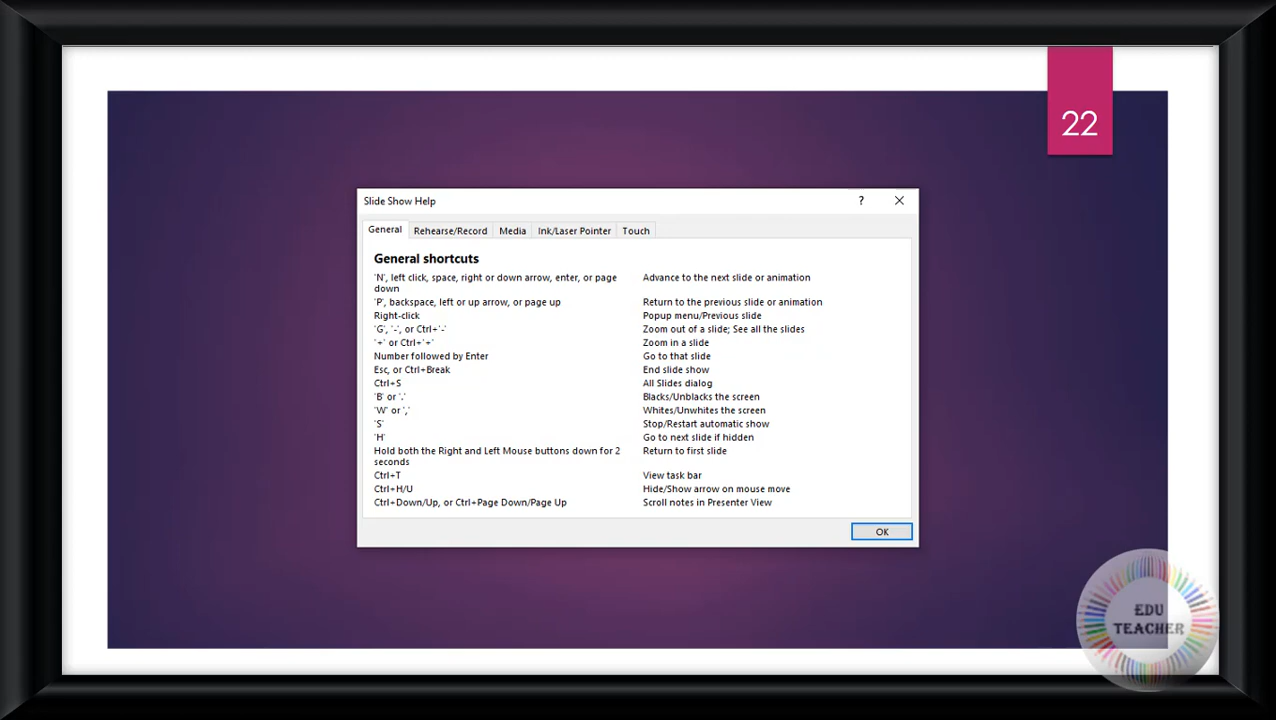 22
Slide Show Help
?
General Rehearse/Record Media Ink/Laser Pointer Touch
General shortcuts
'N', left click, space, right or down arrow, enter, or page Advance to the next slide or animation
down
'P', backspace, left or up arrow, or page up Return to the previous slide or animation
Right-click Popup menu/Previous slide
'G', '-', or Ctrl+'-' Zoom out of a slide; See all the slides
'+' or Ctrl+'+' Zoom in a slide
Number followed by Enter Go to that slide
Esc, or Ctrl+Break End slide show
Ctrl+S All Slides dialog
'B' or '.' Blacks/Unblacks the screen
'W' or ',' Whites/Unwhites the screen
'S' Stop/Restart automatic show
'H' Go to next slide if hidden
Hold both the Right and Left Mouse buttons down for 2 Return to first slide
seconds
Ctrl+T View task bar
Ctrl+H/U Hide/Show arrow on mouse move
Ctrl+Down/Up, or Ctrl+Page Down/Page Up Scroll notes in Presenter View
OK
EDU
TEACHER